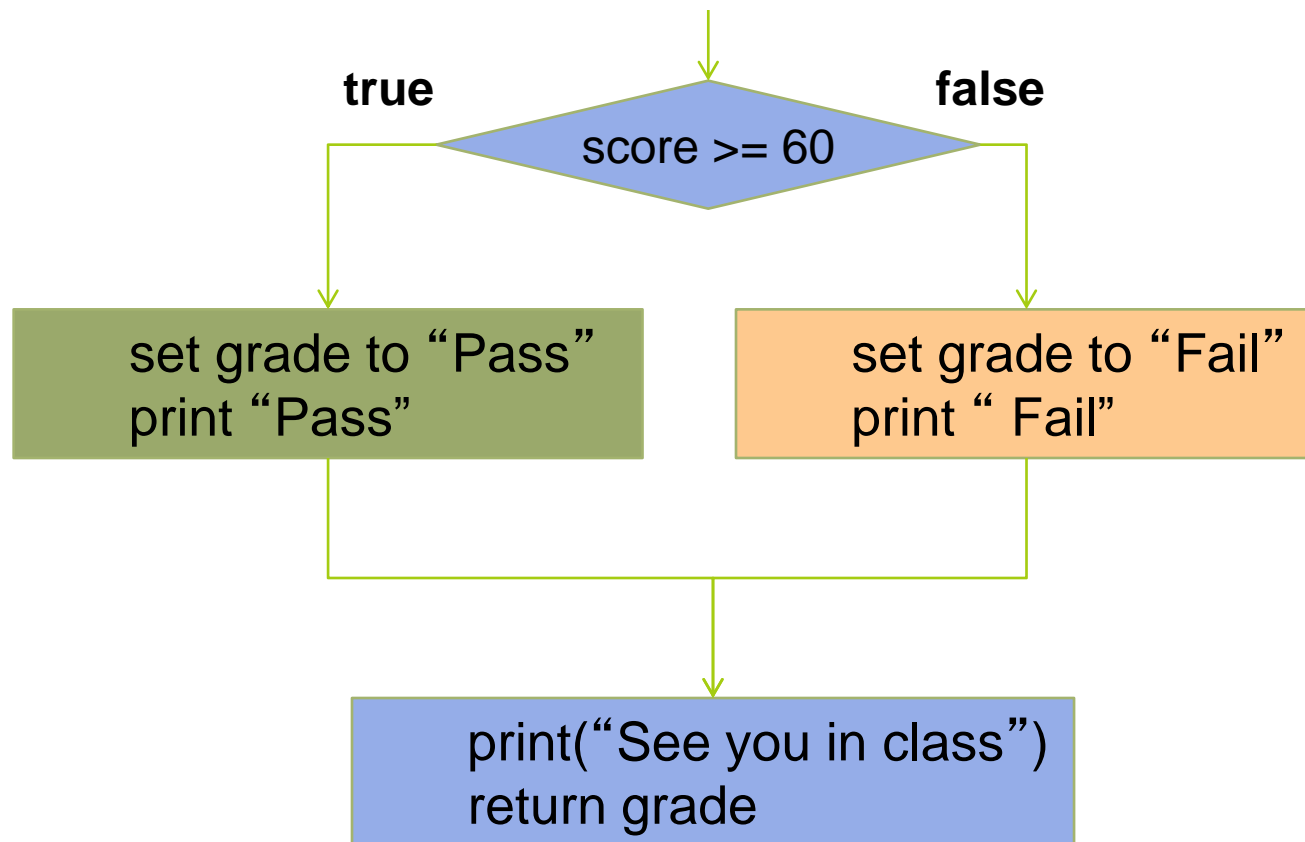 true
false
score >= 60
set grade to “Pass”
print “Pass”
set grade to “Fail”
print “ Fail”
print(“See you in class”)
return grade